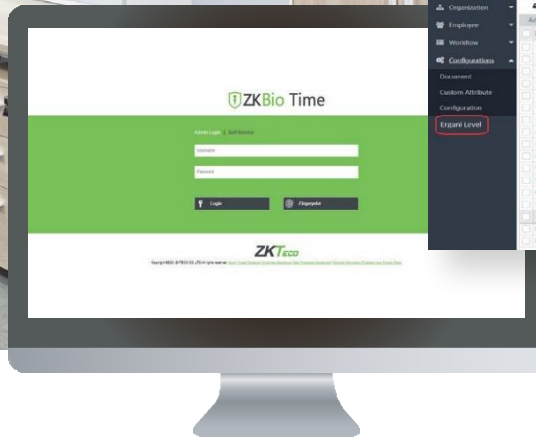 Organization
Employee
Workflow
Configurations
Document
Custom Attribute
Configuration
Ergani Level
ZKBio Time
Admin Login | Self-Service
Username
Password
Login
Fingerprint
ZKTECO